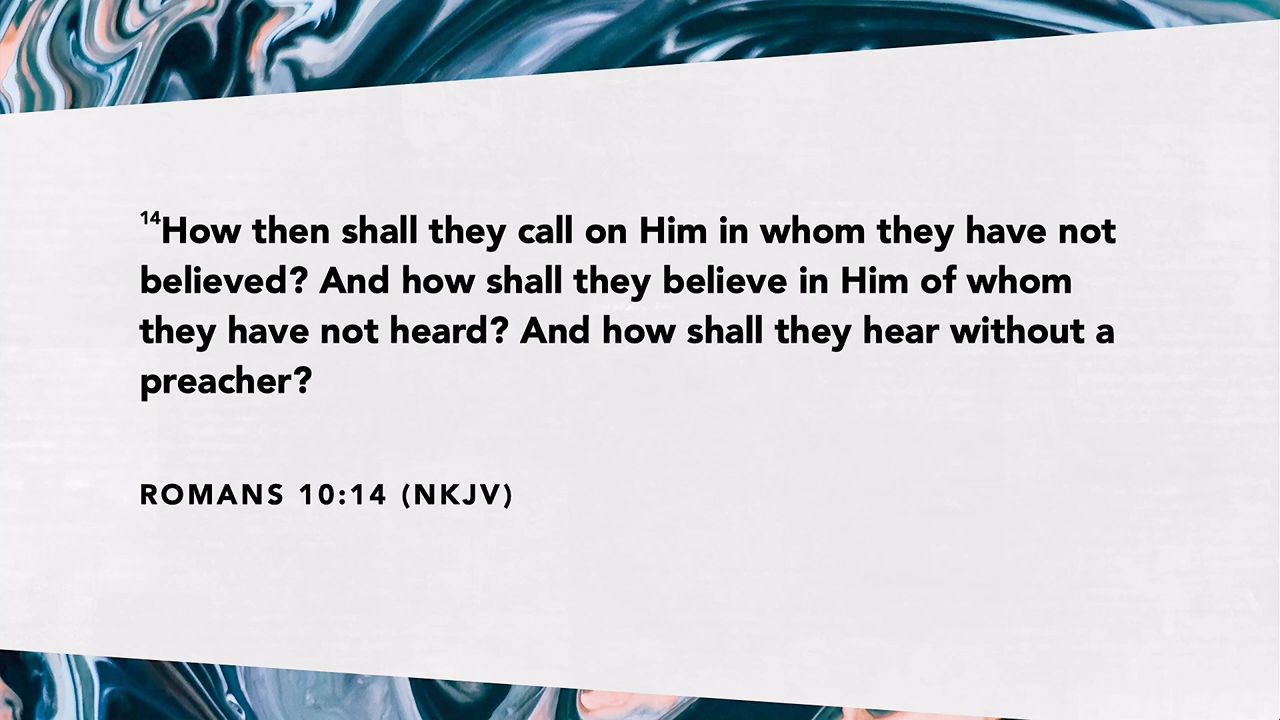 14How then shall they call on Him in whom they have not
believed? And how shall they believe in Him of whom
they have not heard? And how shall they hear without a
preacher?
ROMANS 10:14 (NKJV)